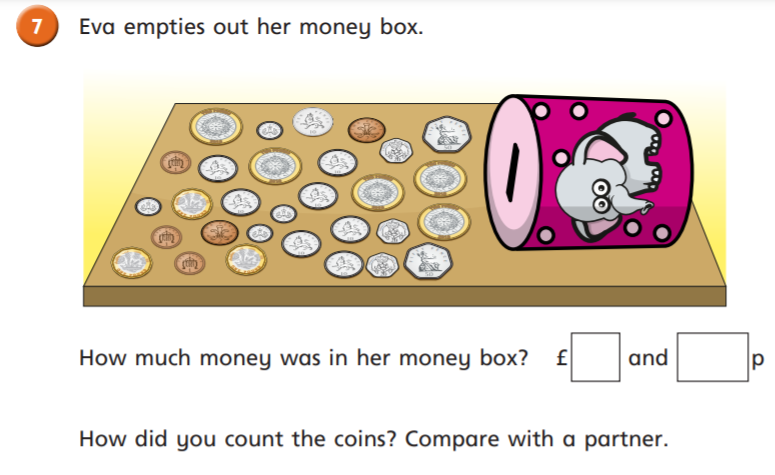 7 Eva empties out her money box.
How much money was in her money box? £ and p
How did you count the coins? Compare with a partner.